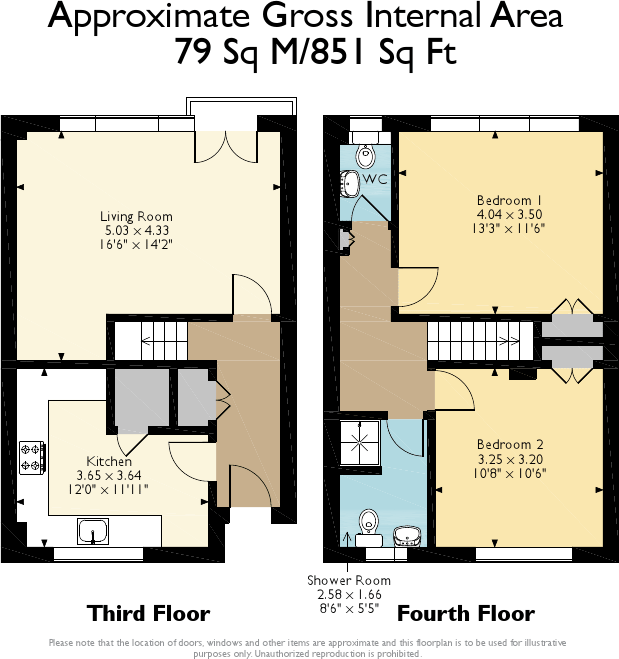 Approximate Gross Internal Area
79 Sq M/851 Sq Ft
Living Room
5.03 x 4.33
16'6" x 14'2"
Kitchen
3.65 x 3.64
12'0" x 11'11"
WC
Bedroom 1
4.04 x 3.50
13'3" x 11'6"
Bedroom 2
3.25 x 3.20
10'8" x 10'6"
Shower Room
2.58 x 1.66
8'6" x 5'5"
Third Floor
Fourth Floor
Please note that the location of doors, windows and other items are approximate and this floorplan is to be used for illustrative
purposes only. Unauthorized reproduction is prohibited.